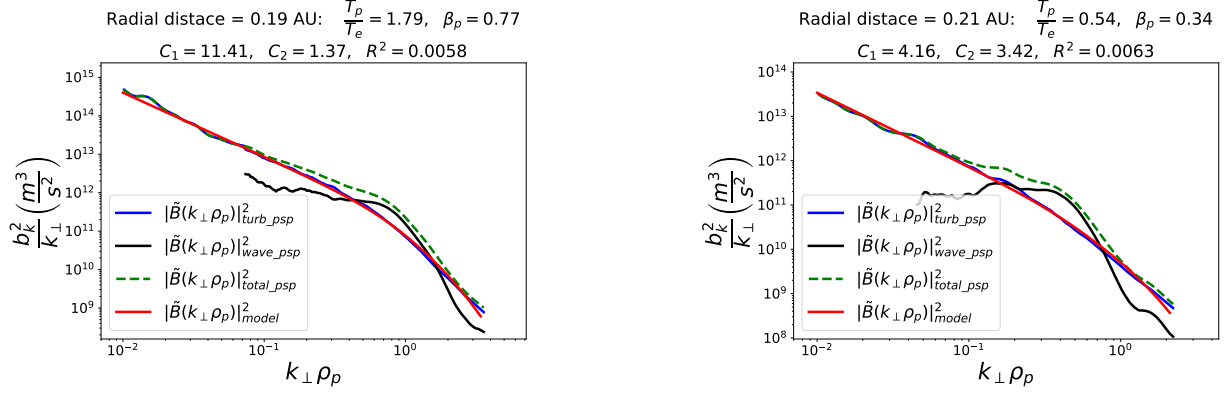 Radial distace = 0.19 AU: T_p/T_e = 1.79, β_p = 0.77
C_1 = 11.41, C_2 = 1.37, R^2 = 0.0058
10^15
10^14
10^13
10^12
10^11
10^10
10^9
b_k^2/k_⊥ (m^3/s^2)
|B̃(k_⊥ρ_p)|^2_turb_psp
|B̃(k_⊥ρ_p)|^2_wave_psp
|B̃(k_⊥ρ_p)|^2_total_psp
|B̃(k_⊥ρ_p)|^2_model
10^−2 10^−1 10^0
k_⊥ρ_p
Radial distace = 0.21 AU: T_p/T_e = 0.54, β_p = 0.34
C_1 = 4.16, C_2 = 3.42, R^2 = 0.0063
10^14
10^13
10^12
10^11
10^10
10^9
10^8
b_k^2/k_⊥ (m^3/s^2)
|B̃(k_⊥ρ_p)|^2_turb_psp
|B̃(k_⊥ρ_p)|^2_wave_psp
|B̃(k_⊥ρ_p)|^2_total_psp
|B̃(k_⊥ρ_p)|^2_model
10^−2 10^−1 10^0
k_⊥ρ_p